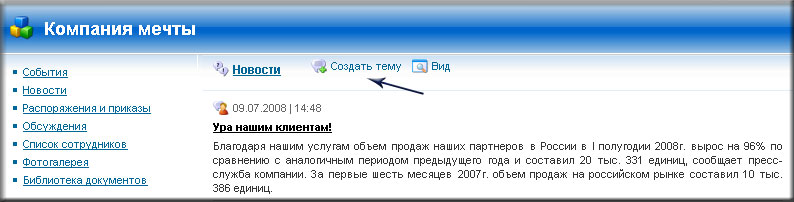 Компания мечты
События
Новости
Распоряжения и приказы
Обсуждения
Список сотрудников
Фотогалерея
Библиотека документов
Новости Создать тему Вид
09.07.2008 | 14:48
Ура нашим клиентам!
Благодаря нашим услугам объем продаж наших партнеров в России в I полугодии 2008г. вырос на 96% по
сравнению с аналогичным периодом предыдущего года и составил 20 тыс. 331 единиц, сообщает пресс-
служба компании. За первые шесть месяцев 2007г. объем продаж на российском рынке составил 10 тыс.
386 единиц.